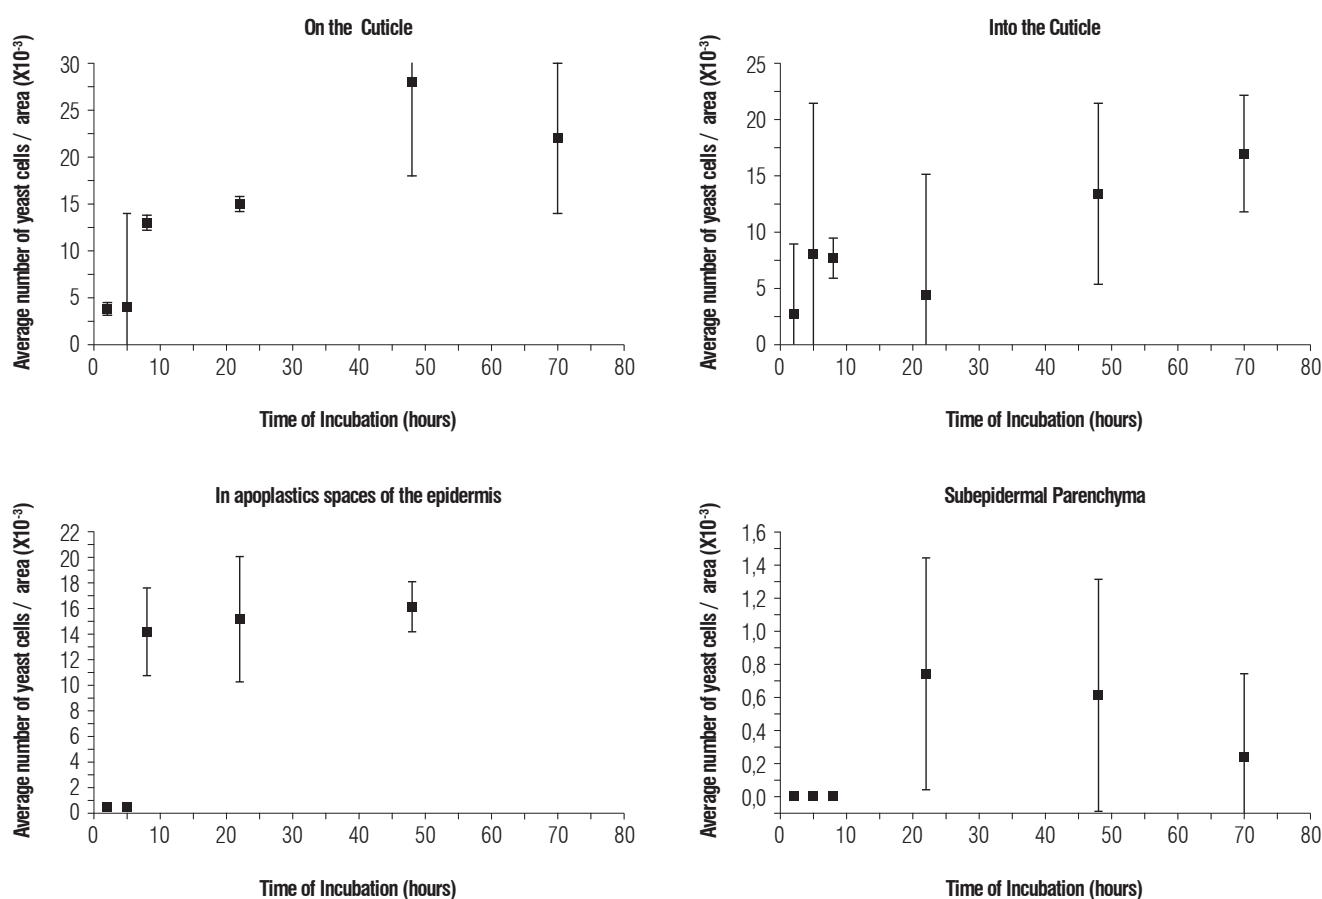 On the Cuticle
Average number of yeast cells / area (X10⁻³)
30
25
20
15
10
5
0
0 10 20 30 40 50 60 70 80
Time of Incubation (hours)
Into the Cuticle
Average number of yeast cells / area (X10⁻³)
25
20
15
10
5
0
0 10 20 30 40 50 60 70 80
Time of Incubation (hours)
In apoplastics spaces of the epidermis
Average number of yeast cells / area (X10⁻³)
22
20
18
16
14
12
10
8
6
4
2
0
0 10 20 30 40 50 60 70 80
Time of Incubation (hours)
Subepidermal Parenchyma
Average number of yeast cells / area (X10⁻³)
1,6
1,4
1,2
1,0
0,8
0,6
0,4
0,2
0,0
0 10 20 30 40 50 60 70 80
Time of Incubation (hours)